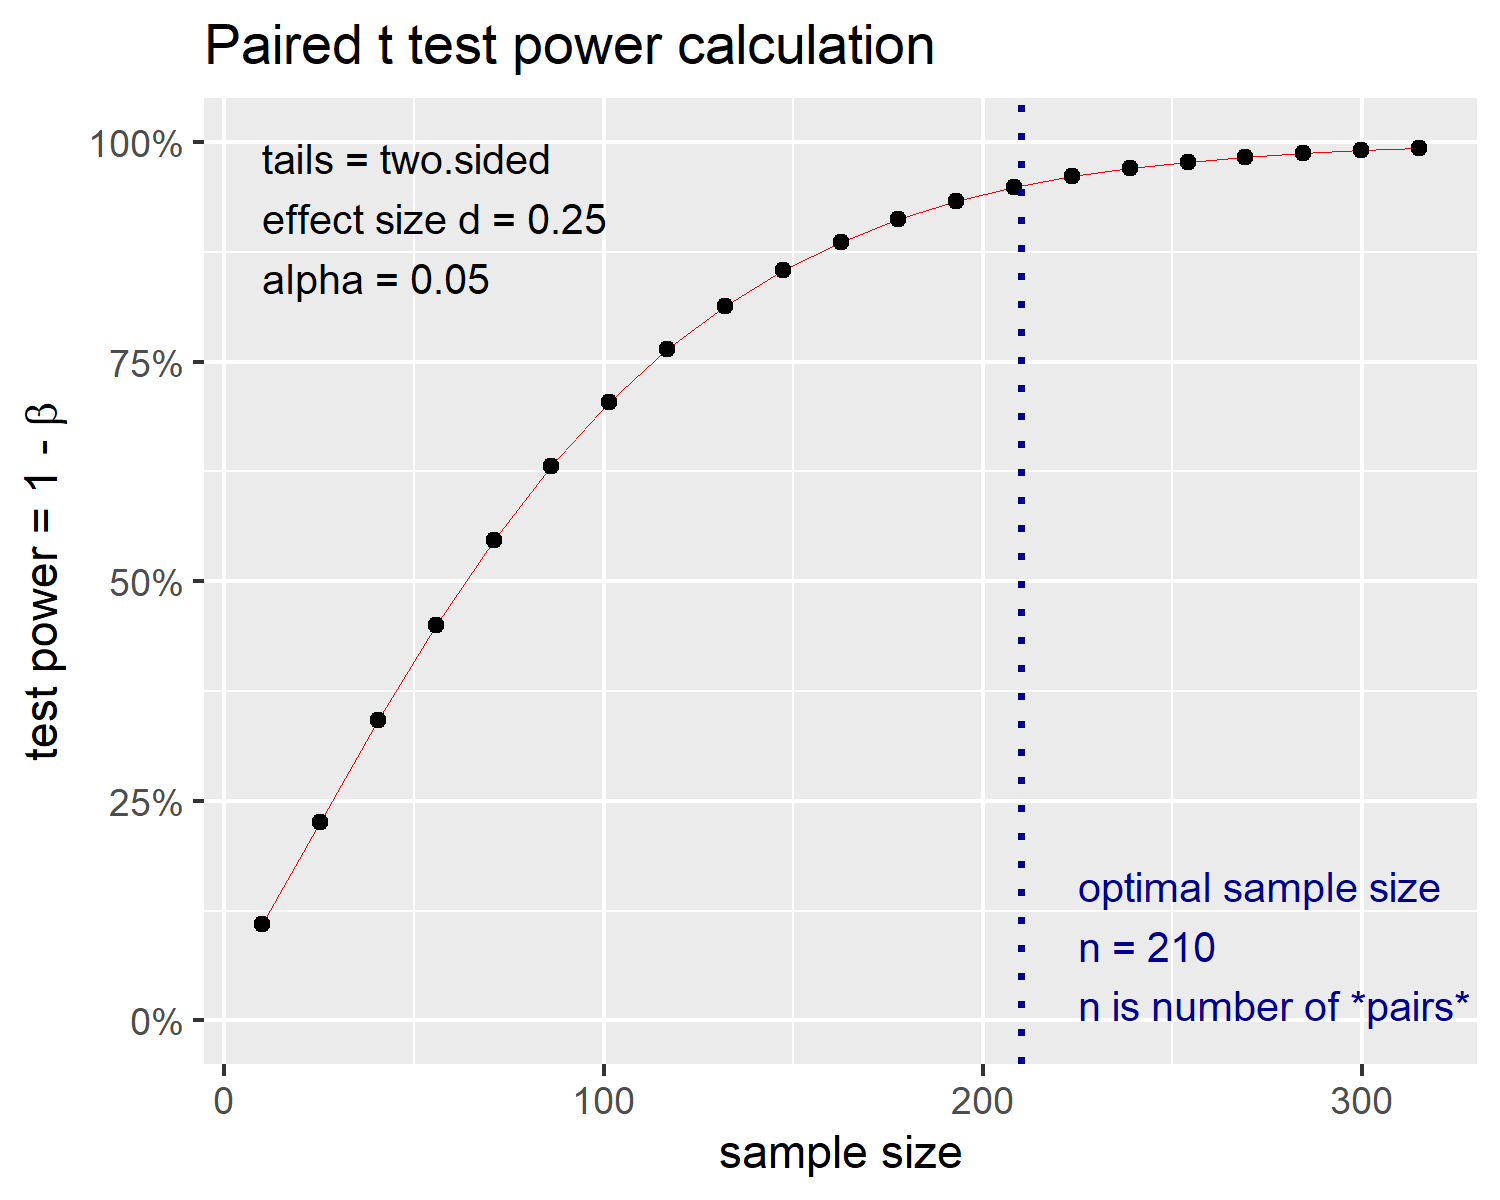 Paired t test power calculation
100%
75%
50%
25%
0%
test power = 1 - β
tails = two.sided
effect size d = 0.25
alpha = 0.05
optimal sample size
n = 210
n is number of *pairs*
0
100
200
300
sample size